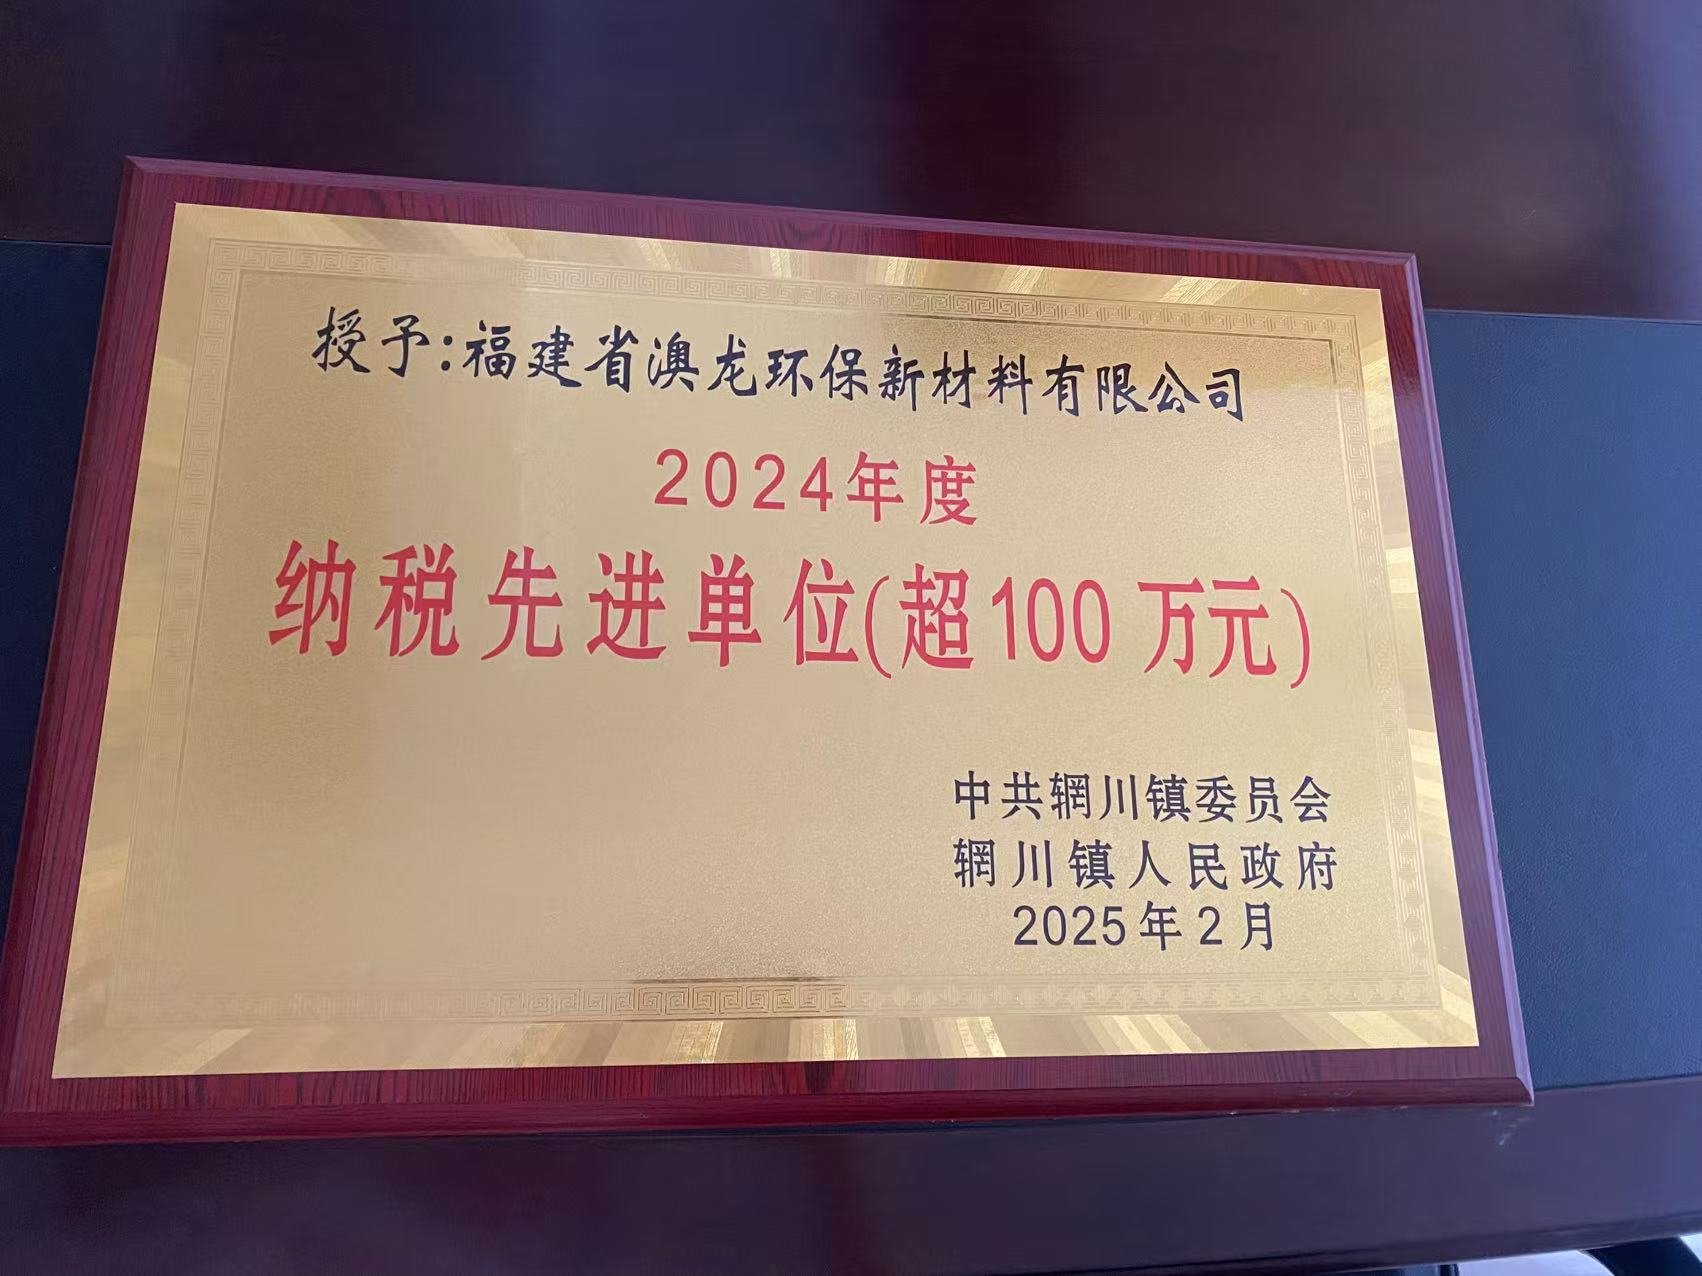 授予:福建省澳龙环保新材料有限公司
2024年度
纳税先进单位(超100万元)
中共辋川镇委员会
辋川镇人民政府
2025年2月